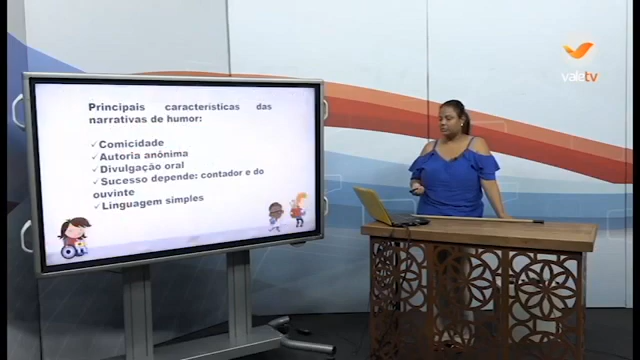 Principais características das
narrativas de humor:
✓Comicidade
✓Autoria anônima
✓Divulgação oral
✓Sucesso depende: contador e do
ouvinte
✓Linguagem simples
valetv